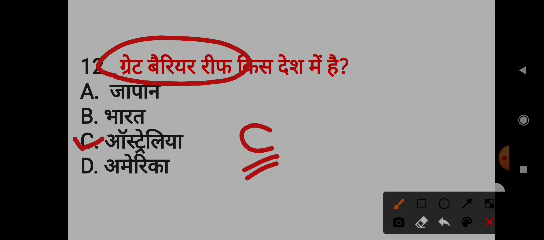 12. ग्रेट बैरियर रीफ किस देश में है?
A. जापान
B. भारत
C. ऑस्ट्रेलिया
D. अमेरिका
C